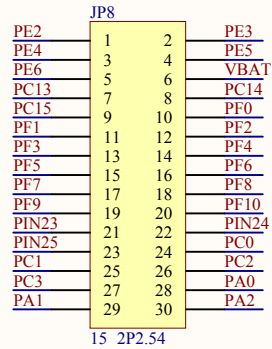 JP8
PE2 1 2 PE3
PE4 3 4 PE5
PE6 5 6 VBAT
PC13 7 8 PC14
PC15 9 10 PF0
PF1 11 12 PF2
PF3 13 14 PF4
PF5 15 16 PF6
PF7 17 18 PF8
PF9 19 20 PF10
PIN23 21 22 PIN24
PIN25 23 24 PC0
PC1 25 26 PC2
PC3 27 28 PA0
PA1 29 30 PA2
15 2P2.54